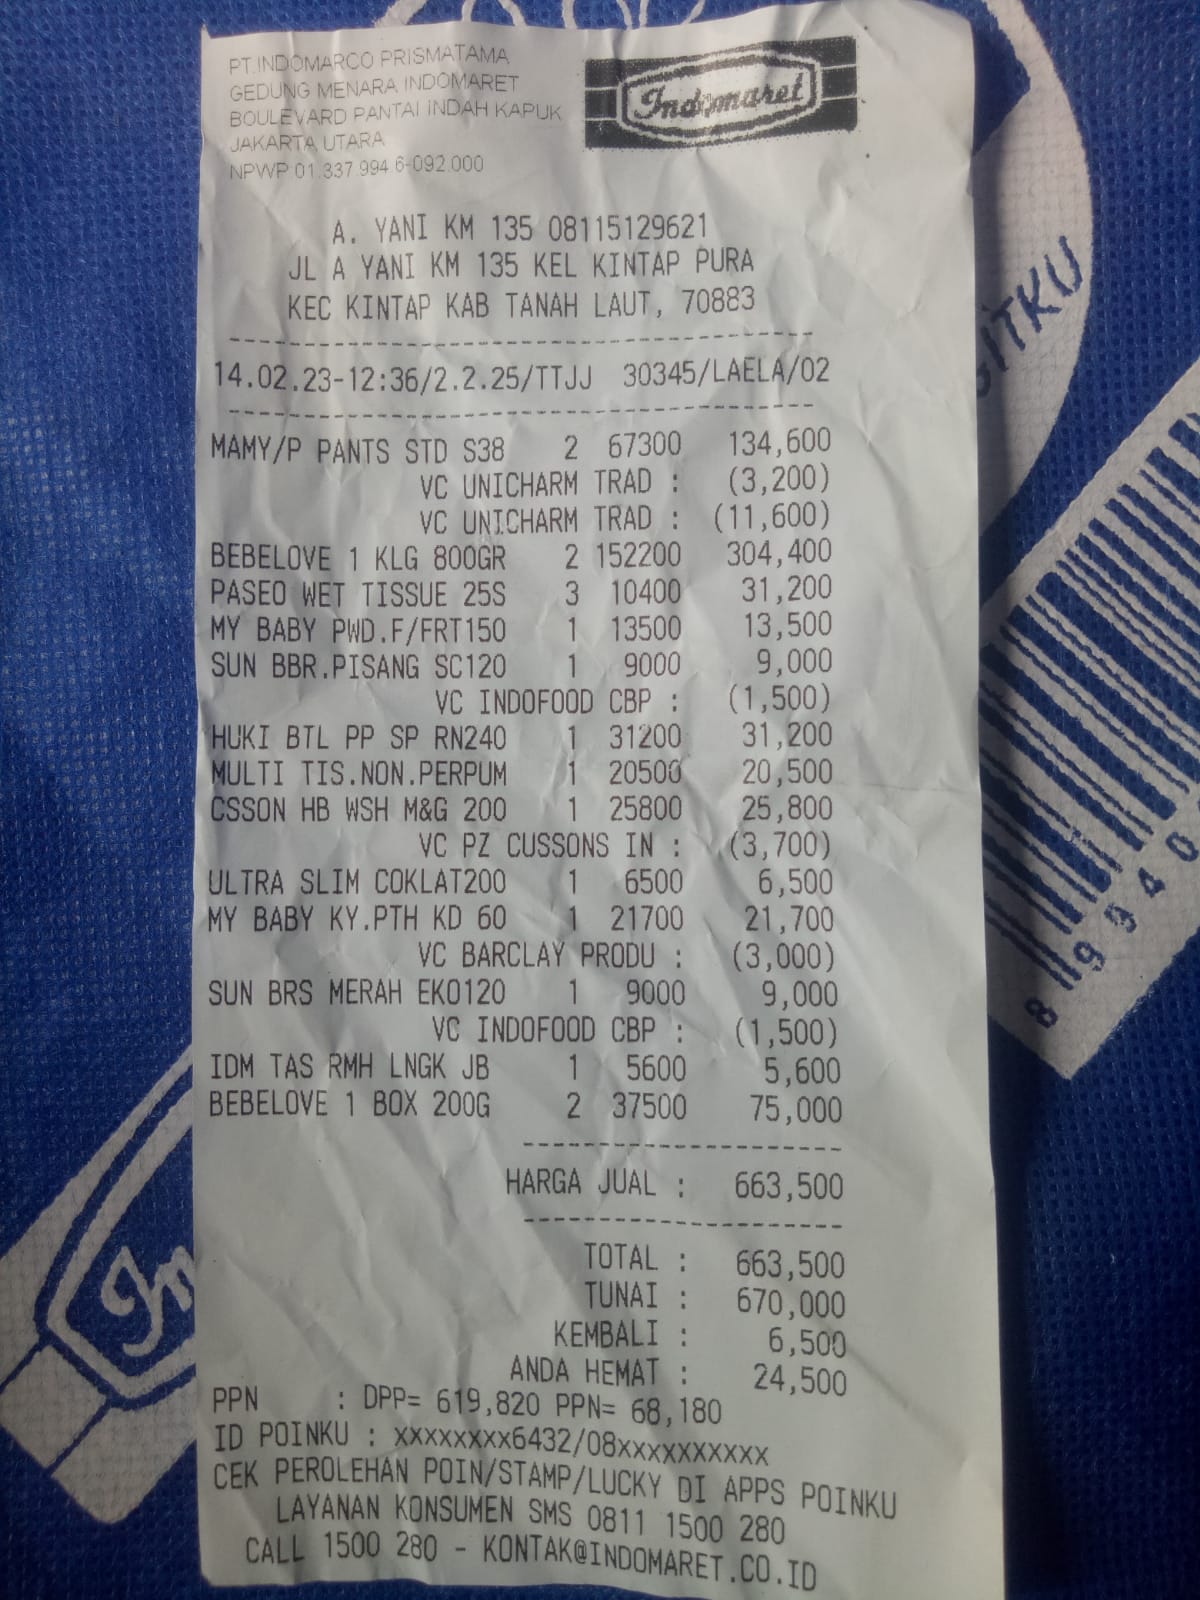 PT.INDOMARCO PRISMATAMA
GEDUNG MENARA INDOMARET
BOULEVARD PANTAI INDAH KAPUK
JAKARTA UTARA
NPWP 01.337.994.6-092.000
Indomaret
A. YANI KM 135 08115129621
JL A YANI KM 135 KEL KINTAP PURA
KEC KINTAP KAB TANAH LAUT, 70883
14.02.23-12:36/2.2.25/TTJJ 30345/LAELA/02
MAMY/P PANTS STD S38 2 67300 134,600
VC UNICHARM TRAD : (3,200)
VC UNICHARM TRAD : (11,600)
BEBELOVE 1 KLG 800GR 2 152200 304,400
PASEO WET TISSUE 25S 3 10400 31,200
MY BABY PWD.F/FRT150 1 13500 13,500
SUN BBR.PISANG SC120 1 9000 9,000
VC INDOFOOD CBP : (1,500)
HUKI BTL PP SP RN240 1 31200 31,200
MULTI TIS.NON.PERPUM 1 20500 20,500
CSSON HB WSH M&G 200 1 25800 25,800
VC PZ CUSSONS IN : (3,700)
ULTRA SLIM COKLAT200 1 6500 6,500
MY BABY KY.PTH KD 60 1 21700 21,700
VC BARCLAY PRODU : (3,000)
SUN BRS MERAH EKO120 1 9000 9,000
VC INDOFOOD CBP : (1,500)
IDM TAS RMH LNGK JB 1 5600 5,600
BEBELOVE 1 BOX 200G 2 37500 75,000
HARGA JUAL : 663,500
TOTAL : 663,500
TUNAI : 670,000
KEMBALI : 6,500
ANDA HEMAT : 24,500
PPN : DPP= 619,820 PPN= 68,180
ID POINKU : xxxxxxxx6432/08xxxxxxxxxx
CEK PEROLEHAN POIN/STAMP/LUCKY DI APPS POINKU
LAYANAN KONSUMEN SMS 0811 1500 280
CALL 1500 280 - KONTAK@INDOMARET.CO.ID
8 9940